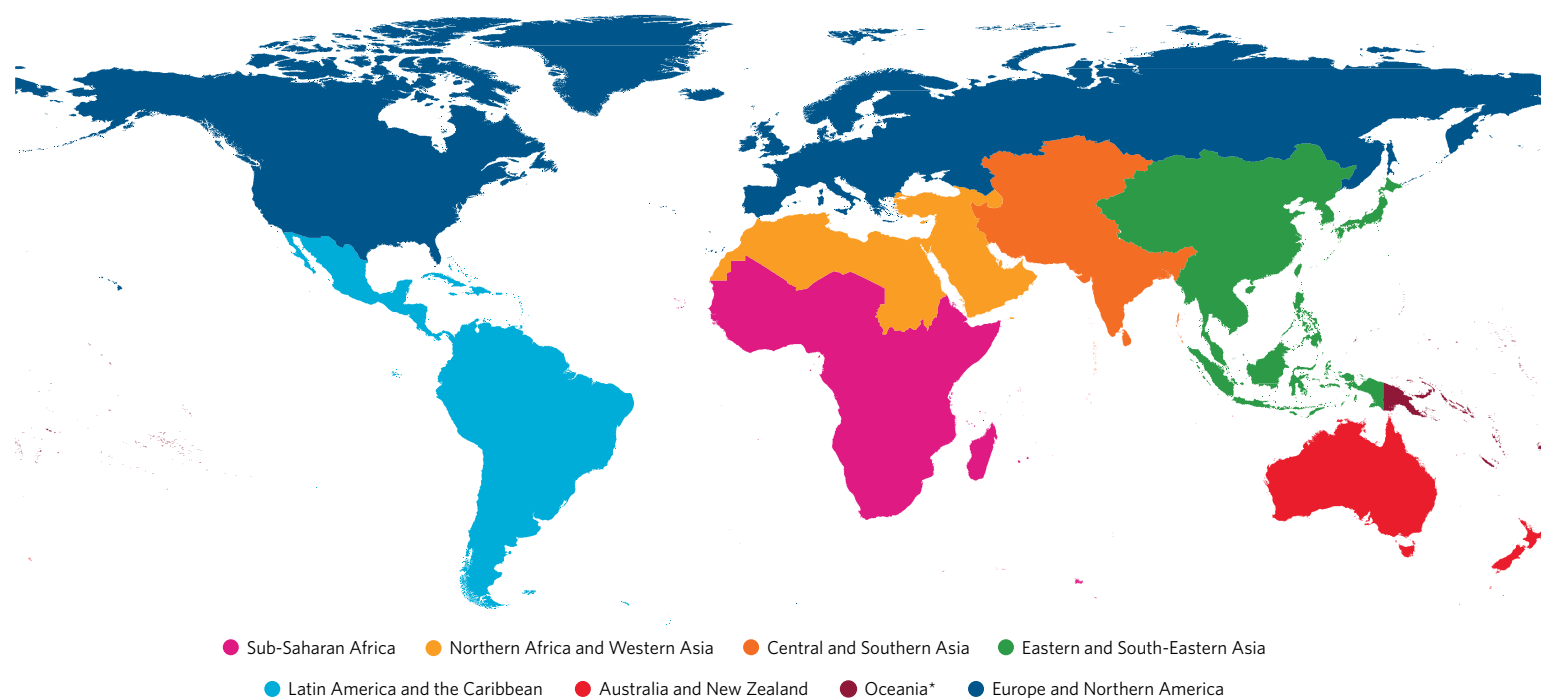 Sub-Saharan Africa Northern Africa and Western Asia Central and Southern Asia Eastern and South-Eastern Asia
Latin America and the Caribbean Australia and New Zealand Oceania* Europe and Northern America